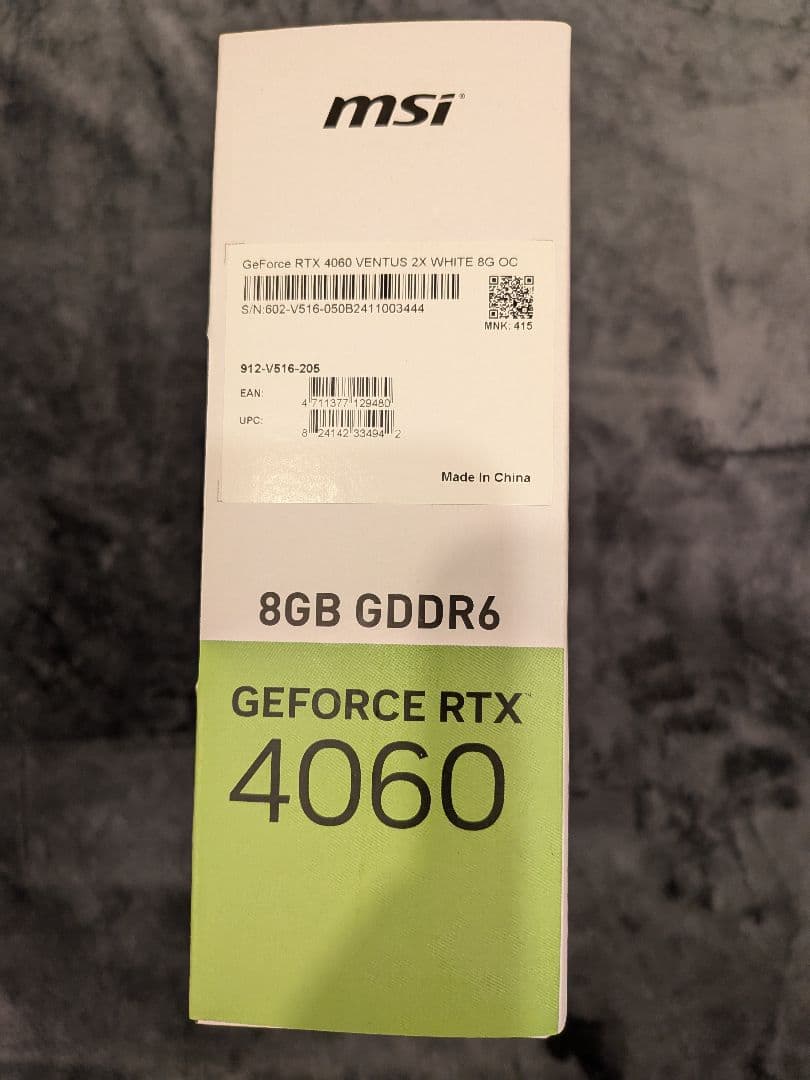 msi®
GeForce RTX 4060 VENTUS 2X WHITE 8G OC
S/N:602-V516-050B2411003444
MNK: 415
912-V516-205
EAN:
4 711377 129480
UPC:
8 24142 33494 2
Made In China
8GB GDDR6
GEFORCE RTX™
4060